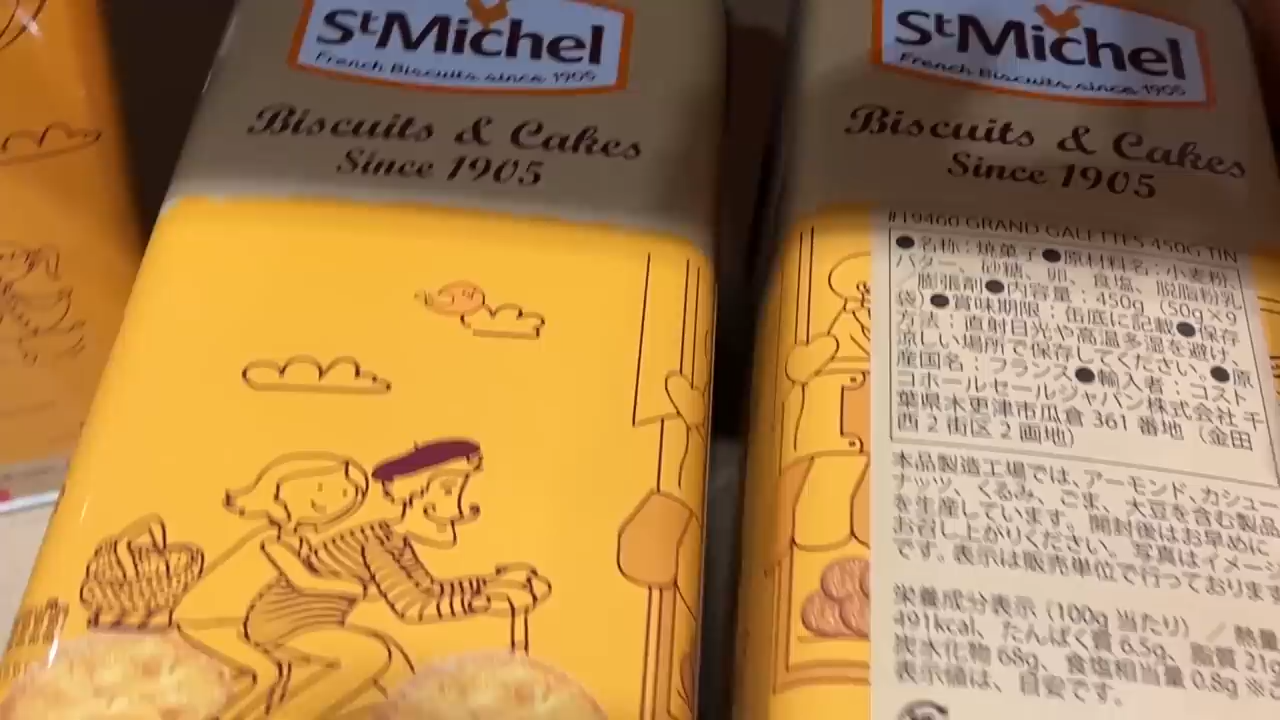 StMichel
French Biscuits since 1905
Biscuits & Cakes
Since 1905
StMichel
French Biscuits since 1905
Biscuits & Cakes
Since 1905
#19460 GRAND GALETTES 450G TIN
●名称：焼菓子●原材料名：小麦粉、
バター、砂糖、卵、食塩、脱脂粉乳
／膨張剤●内容量：450g（50g×9
袋）●賞味期限：缶底に記載●保存
方法：直射日光や高温多湿を避け、
涼しい場所で保存してください。●原
産国名：フランス●輸入者：コスト
コホールセールジャパン株式会社 千
葉県木更津市瓜倉 361 番地（金田
西 2 街区 2 画地）
本品製造工場では、アーモンド、カシュー
ナッツ、くるみ、ごま、大豆を含む製品
を生産しています。開封後はお早めに
お召し上がりください。写真はイメージ
です。表示は販売単位で行っております
栄養成分表示（100g 当たり）／熱量
491kcal、たんぱく質 6.5g、脂質 21g
炭水化物 68g、食塩相当量 0.8g ※こ
表示値は、目安です。